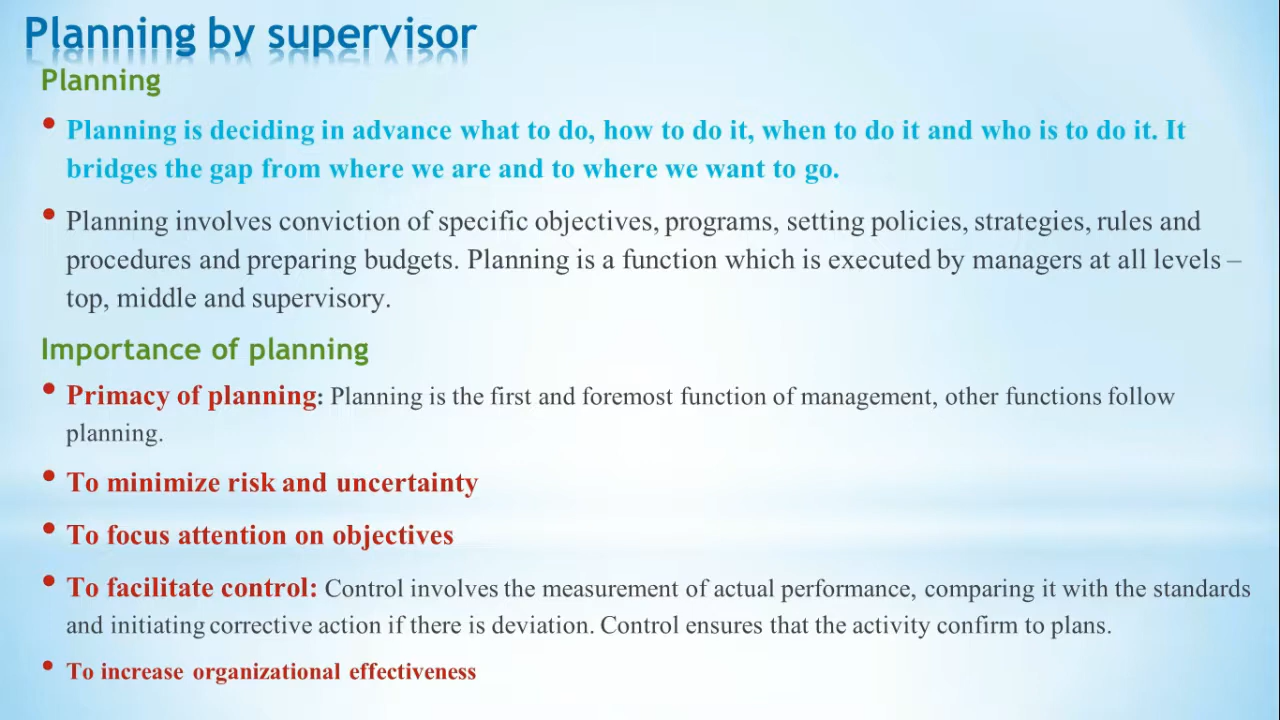 Planning by supervisor
Planning
• Planning is deciding in advance what to do, how to do it, when to do it and who is to do it. It
bridges the gap from where we are and to where we want to go.
• Planning involves conviction of specific objectives, programs, setting policies, strategies, rules and
procedures and preparing budgets. Planning is a function which is executed by managers at all levels –
top, middle and supervisory.
Importance of planning
• Primacy of planning: Planning is the first and foremost function of management, other functions follow
planning.
• To minimize risk and uncertainty
• To focus attention on objectives
• To facilitate control: Control involves the measurement of actual performance, comparing it with the standards
and initiating corrective action if there is deviation. Control ensures that the activity confirm to plans.
• To increase organizational effectiveness